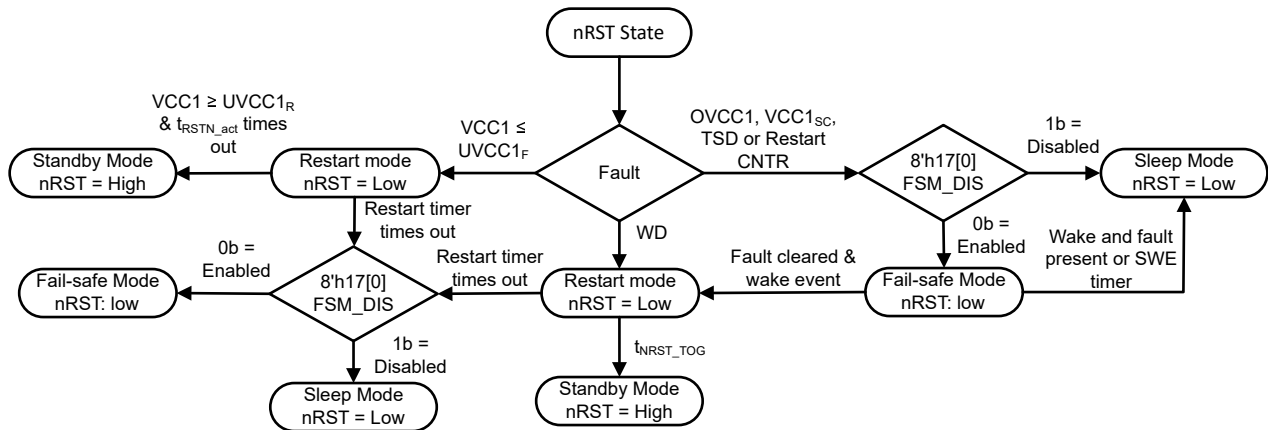 nRST State
VCC1 ≥ UVCC1R
& tRSTN_act times
out
VCC1 ≤
UVCC1F
OVCC1, VCC1SC,
TSD or Restart
CNTR
1b =
Disabled
Standby Mode
nRST = High
Restart mode
nRST = Low
Fault
8'h17[0]
FSM_DIS
Sleep Mode
nRST = Low
Restart timer
times out
WD
0b =
Enabled
Wake and fault
present or SWE
timer
0b =
Enabled
Fail-safe Mode
nRST: low
8'h17[0]
FSM_DIS
Restart timer
times out
Restart mode
nRST = Low
Fault cleared &
wake event
Fail-safe Mode
nRST: low
1b =
Disabled
tNRST_TOG
Sleep Mode
nRST = Low
Standby Mode
nRST = High